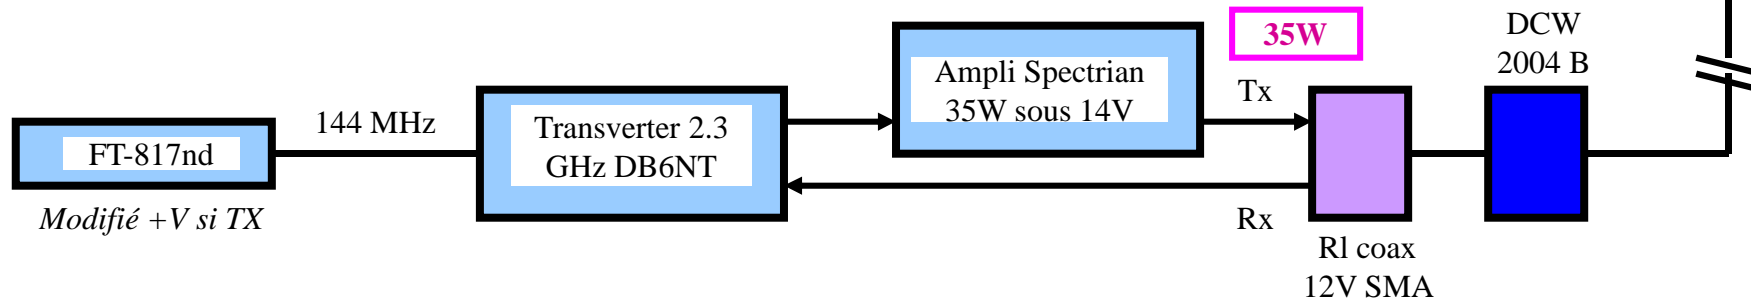 FT-817nd
Modifié +V si TX
144 MHz
Transverter 2.3
GHz DB6NT
Ampli Spectrian
35W sous 14V
35W
Tx
Rx
Rl coax
12V SMA
DCW
2004 B